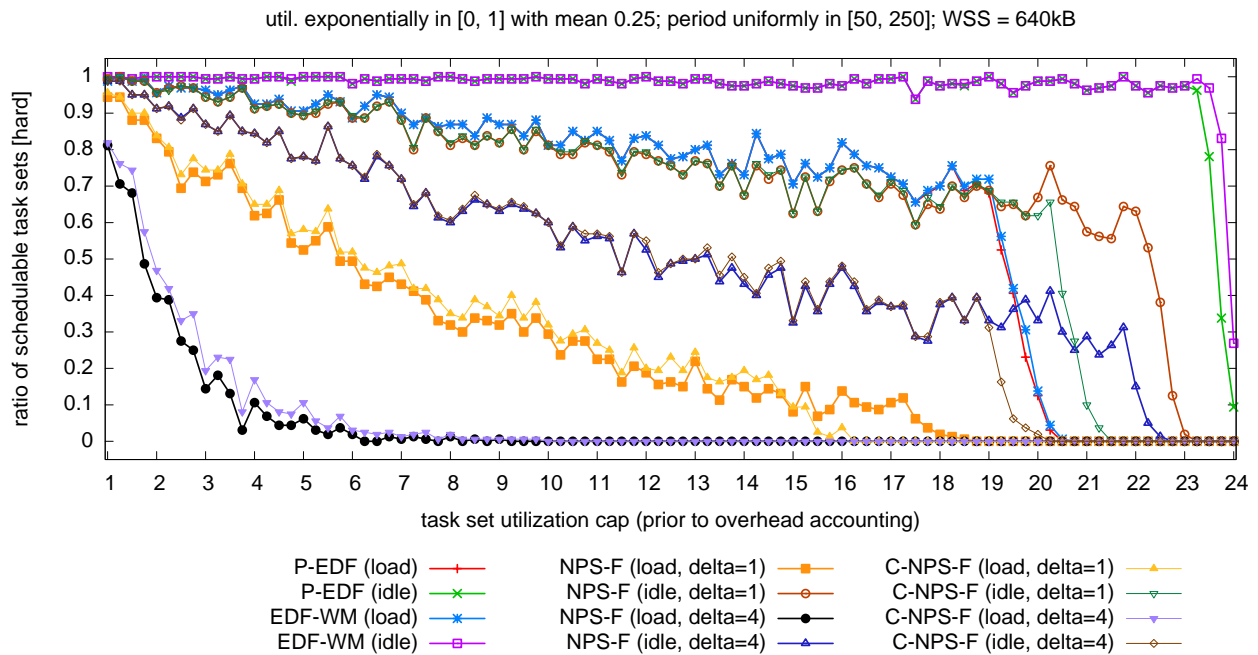 util. exponentially in [0, 1] with mean 0.25; period uniformly in [50, 250]; WSS = 640kB
ratio of schedulable task sets [hard]
1
0.9
0.8
0.7
0.6
0.5
0.4
0.3
0.2
0.1
0
1 2 3 4 5 6 7 8 9 10 11 12 13 14 15 16 17 18 19 20 21 22 23 24
task set utilization cap (prior to overhead accounting)
P-EDF (load) NPS-F (load, delta=1) C-NPS-F (load, delta=1)
P-EDF (idle) NPS-F (idle, delta=1) C-NPS-F (idle, delta=1)
EDF-WM (load) NPS-F (load, delta=4) C-NPS-F (load, delta=4)
EDF-WM (idle) NPS-F (idle, delta=4) C-NPS-F (idle, delta=4)